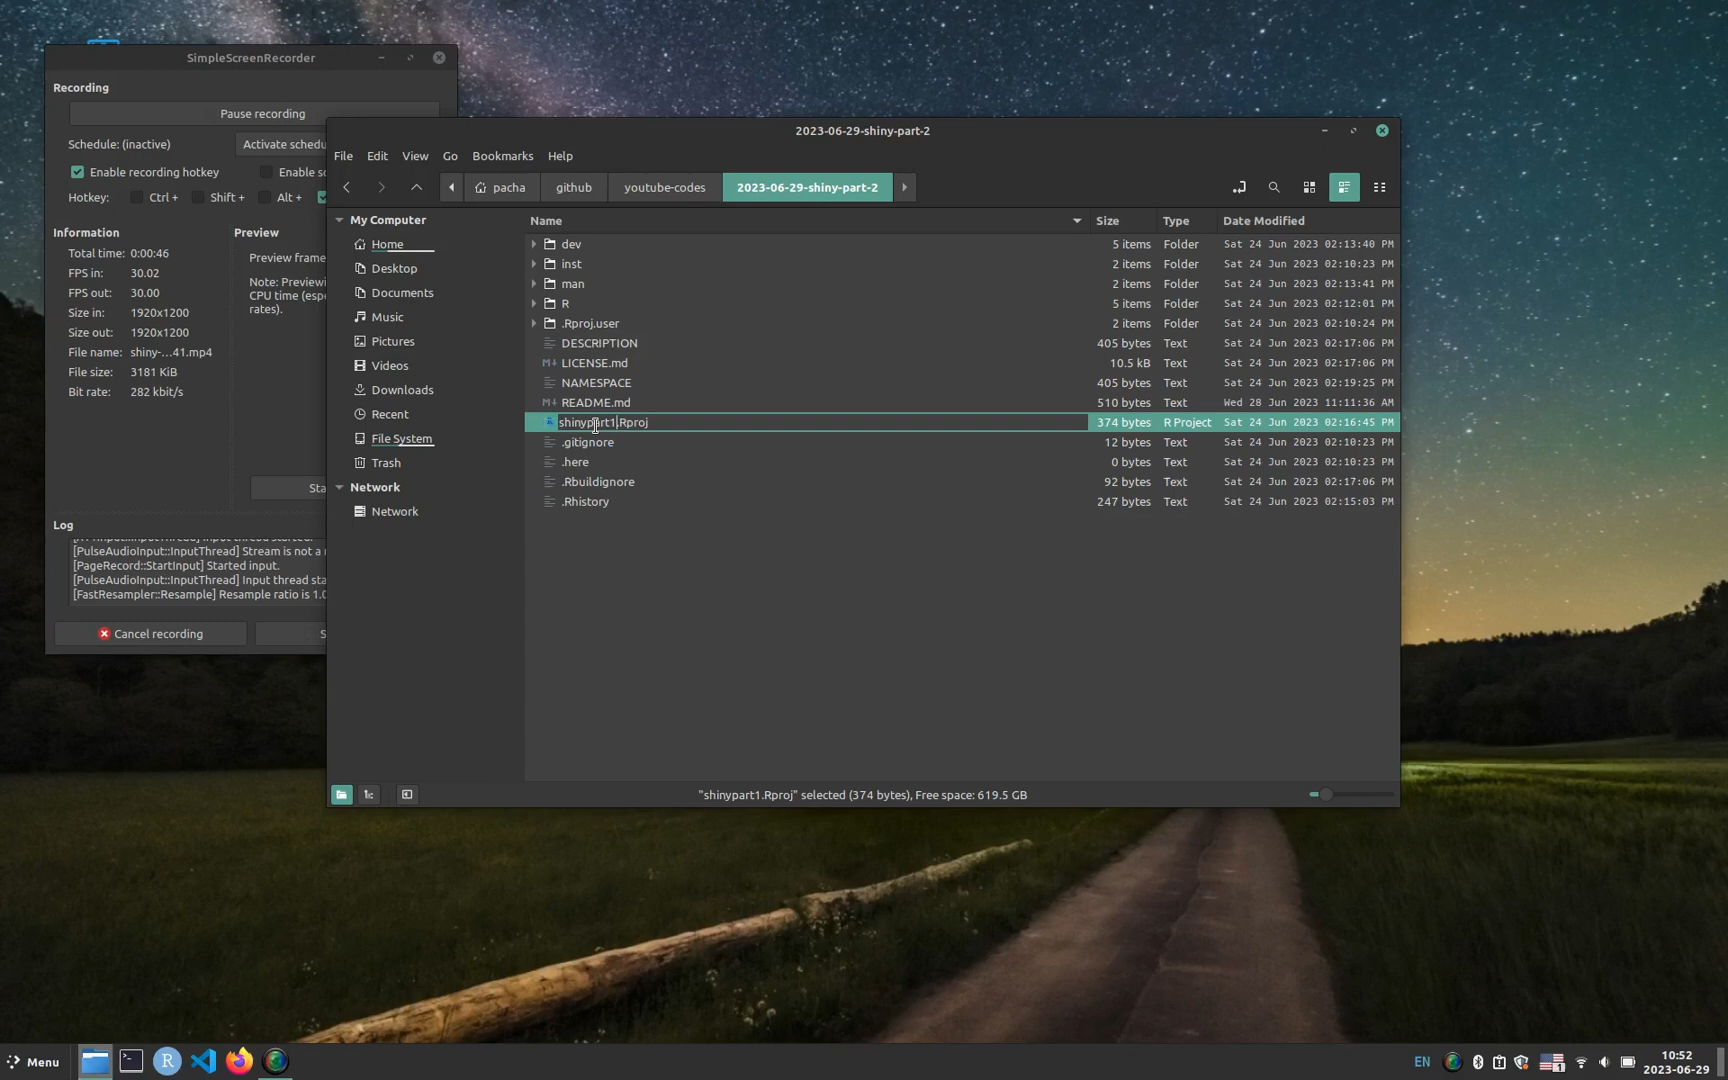 SimpleScreenRecorder
Recording
Pause recording
Schedule: (inactive)
Activate schedu
Enable recording hotkey
Enable s
Hotkey:
Ctrl +
Shift +
Alt +
Information
Preview
Total time: 0:00:46
FPS in: 30.02
FPS out: 30.00
Size in: 1920x1200
Size out: 1920x1200
File name: shiny-...41.mp4
File size: 3181 KiB
Bit rate: 282 kbit/s
Preview frame
Note: Previewi
CPU time (espe
rates).
Sta
Log
[PulseAudioInput::InputThread] Stream is not a
[PageRecord::StartInput] Started input.
[PulseAudioInput::InputThread] Input thread sta
[FastResampler::Resample] Resample ratio is 1.0
Cancel recording
S
2023-06-29-shiny-part-2
File Edit View Go Bookmarks Help
pacha github youtube-codes 2023-06-29-shiny-part-2
My Computer
Home
Desktop
Documents
Music
Pictures
Videos
Downloads
Recent
File System
Trash
Network
Network
Name Size Type Date Modified
dev 5 items Folder Sat 24 Jun 2023 02:13:40 PM
inst 2 items Folder Sat 24 Jun 2023 02:10:23 PM
man 2 items Folder Sat 24 Jun 2023 02:13:41 PM
R 5 items Folder Sat 24 Jun 2023 02:12:01 PM
.Rproj.user 2 items Folder Sat 24 Jun 2023 02:10:24 PM
DESCRIPTION 405 bytes Text Sat 24 Jun 2023 02:17:06 PM
LICENSE.md 10.5 kB Text Sat 24 Jun 2023 02:17:06 PM
NAMESPACE 405 bytes Text Sat 24 Jun 2023 02:19:25 PM
README.md 510 bytes Text Wed 28 Jun 2023 11:11:36 AM
shinypart1.Rproj 374 bytes R Project Sat 24 Jun 2023 02:16:45 PM
.gitignore 12 bytes Text Sat 24 Jun 2023 02:10:23 PM
.here 0 bytes Text Sat 24 Jun 2023 02:10:23 PM
.Rbuildignore 92 bytes Text Sat 24 Jun 2023 02:17:06 PM
.Rhistory 247 bytes Text Sat 24 Jun 2023 02:15:03 PM
"shinypart1.Rproj" selected (374 bytes), Free space: 619.5 GB
Menu
R
EN
1
10:52
2023-06-29